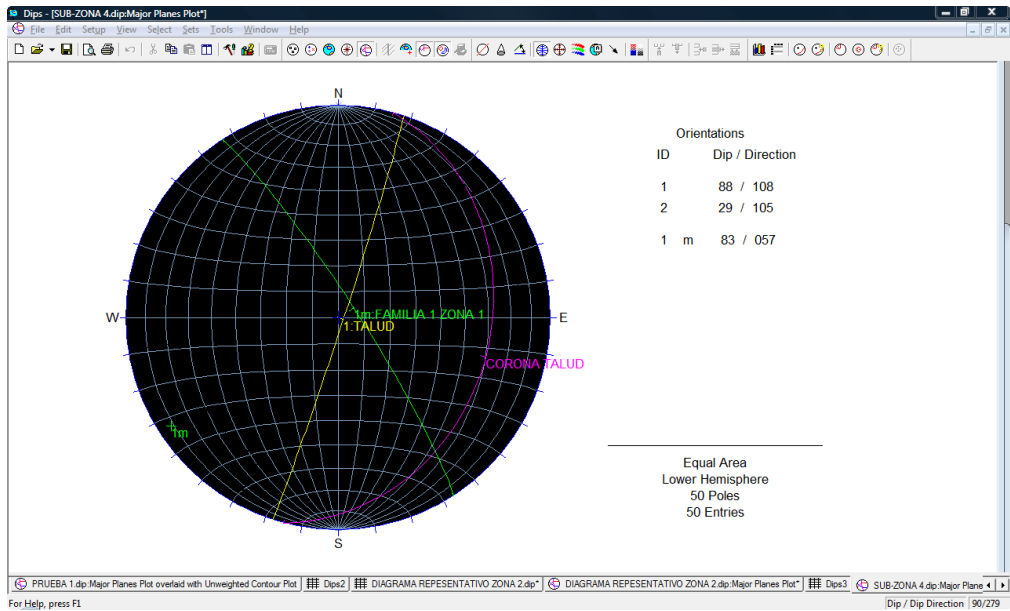 Dips - [SUB-ZONA 4.dip:Major Planes Plot*]
File Edit Setup View Select Sets Tools Window Help
N
W
E
S
1m:FAMILIA 1 ZONA 1
1:TALUD
CORONA TALUD
1m
Orientations
ID Dip / Direction
1 88 / 108
2 29 / 105
1 m 83 / 057
Equal Area
Lower Hemisphere
50 Poles
50 Entries
PRUEBA 1.dip:Major Planes Plot overlaid with Unweighted Contour Plot
Dips2
DIAGRAMA REPESENTATIVO ZONA 2.dip*
DIAGRAMA REPESENTATIVO ZONA 2.dip:Major Planes Plot*
Dips3
SUB-ZONA 4.dip:Major Plane
For Help, press F1
Dip / Dip Direction 90/279